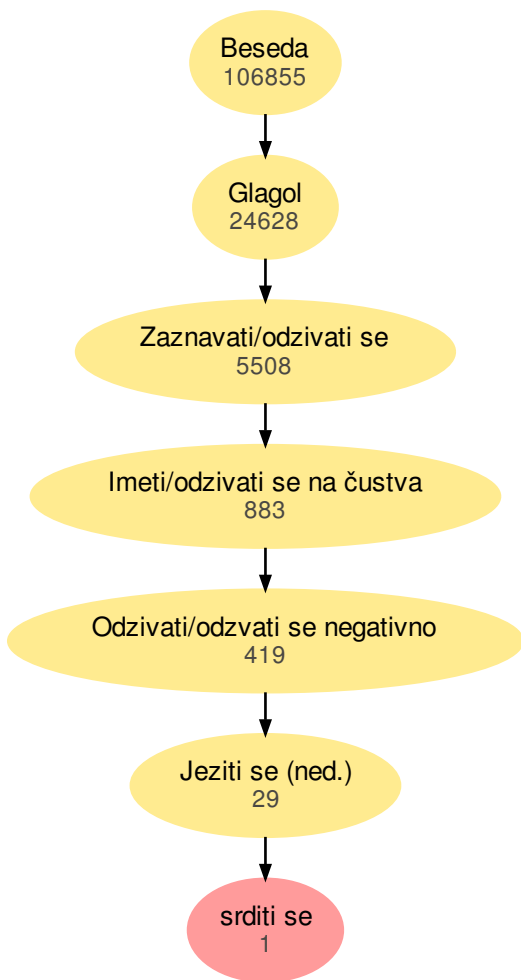 Beseda
106855
Glagol
24628
Zaznavati/odzivati se
5508
Imeti/odzivati se na čustva
883
Odzivati/odzvati se negativno
419
Jeziti se (ned.)
29
srditi se
1